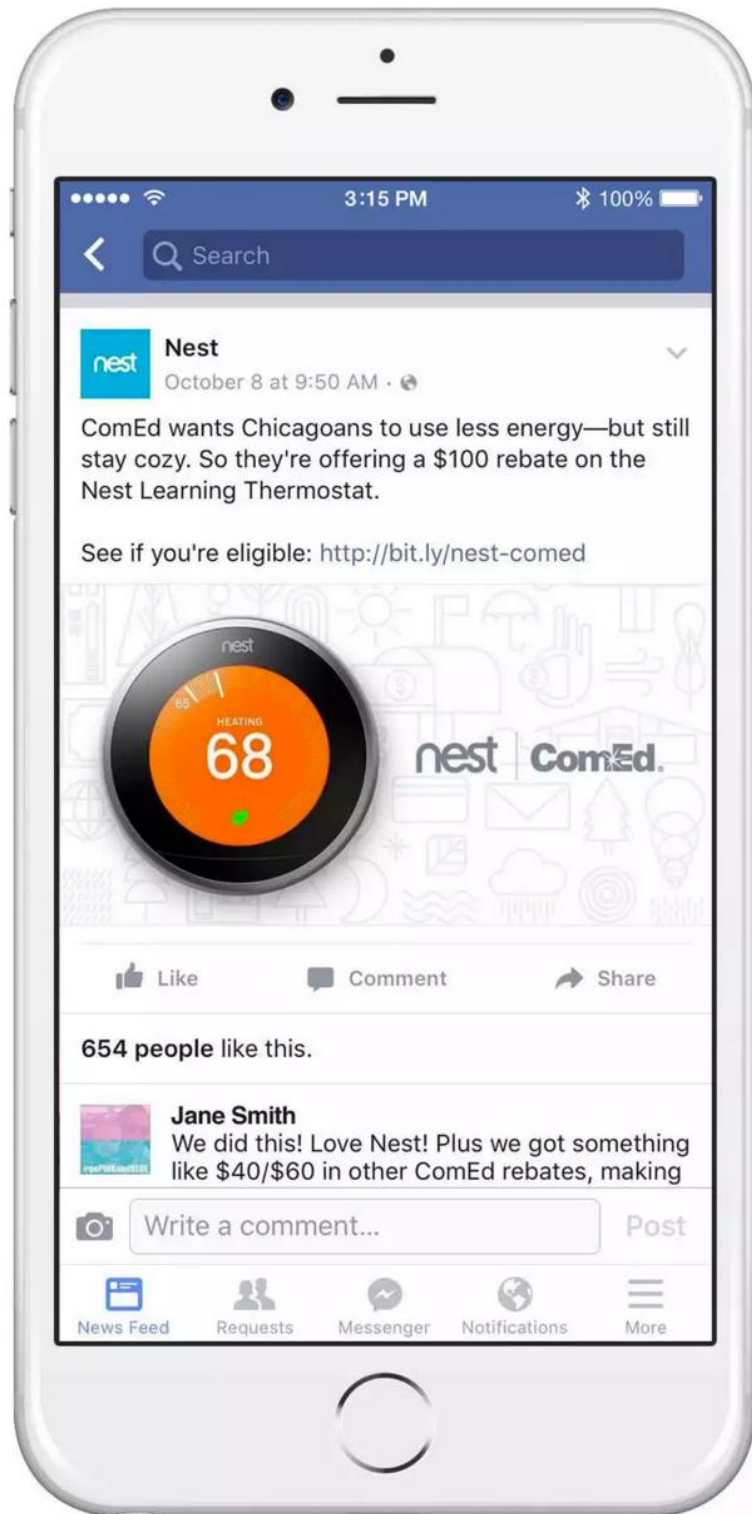 3:15 PM
100%
Search
nest
Nest
October 8 at 9:50 AM ·
ComEd wants Chicagoans to use less energy—but still
stay cozy. So they're offering a $100 rebate on the
Nest Learning Thermostat.
See if you're eligible: http://bit.ly/nest-comed
nest
65
HEATING
68
nest | ComEd.
Like
Comment
Share
654 people like this.
Jane Smith
We did this! Love Nest! Plus we got something
like $40/$60 in other ComEd rebates, making
Write a comment...
Post
News Feed
Requests
Messenger
Notifications
More